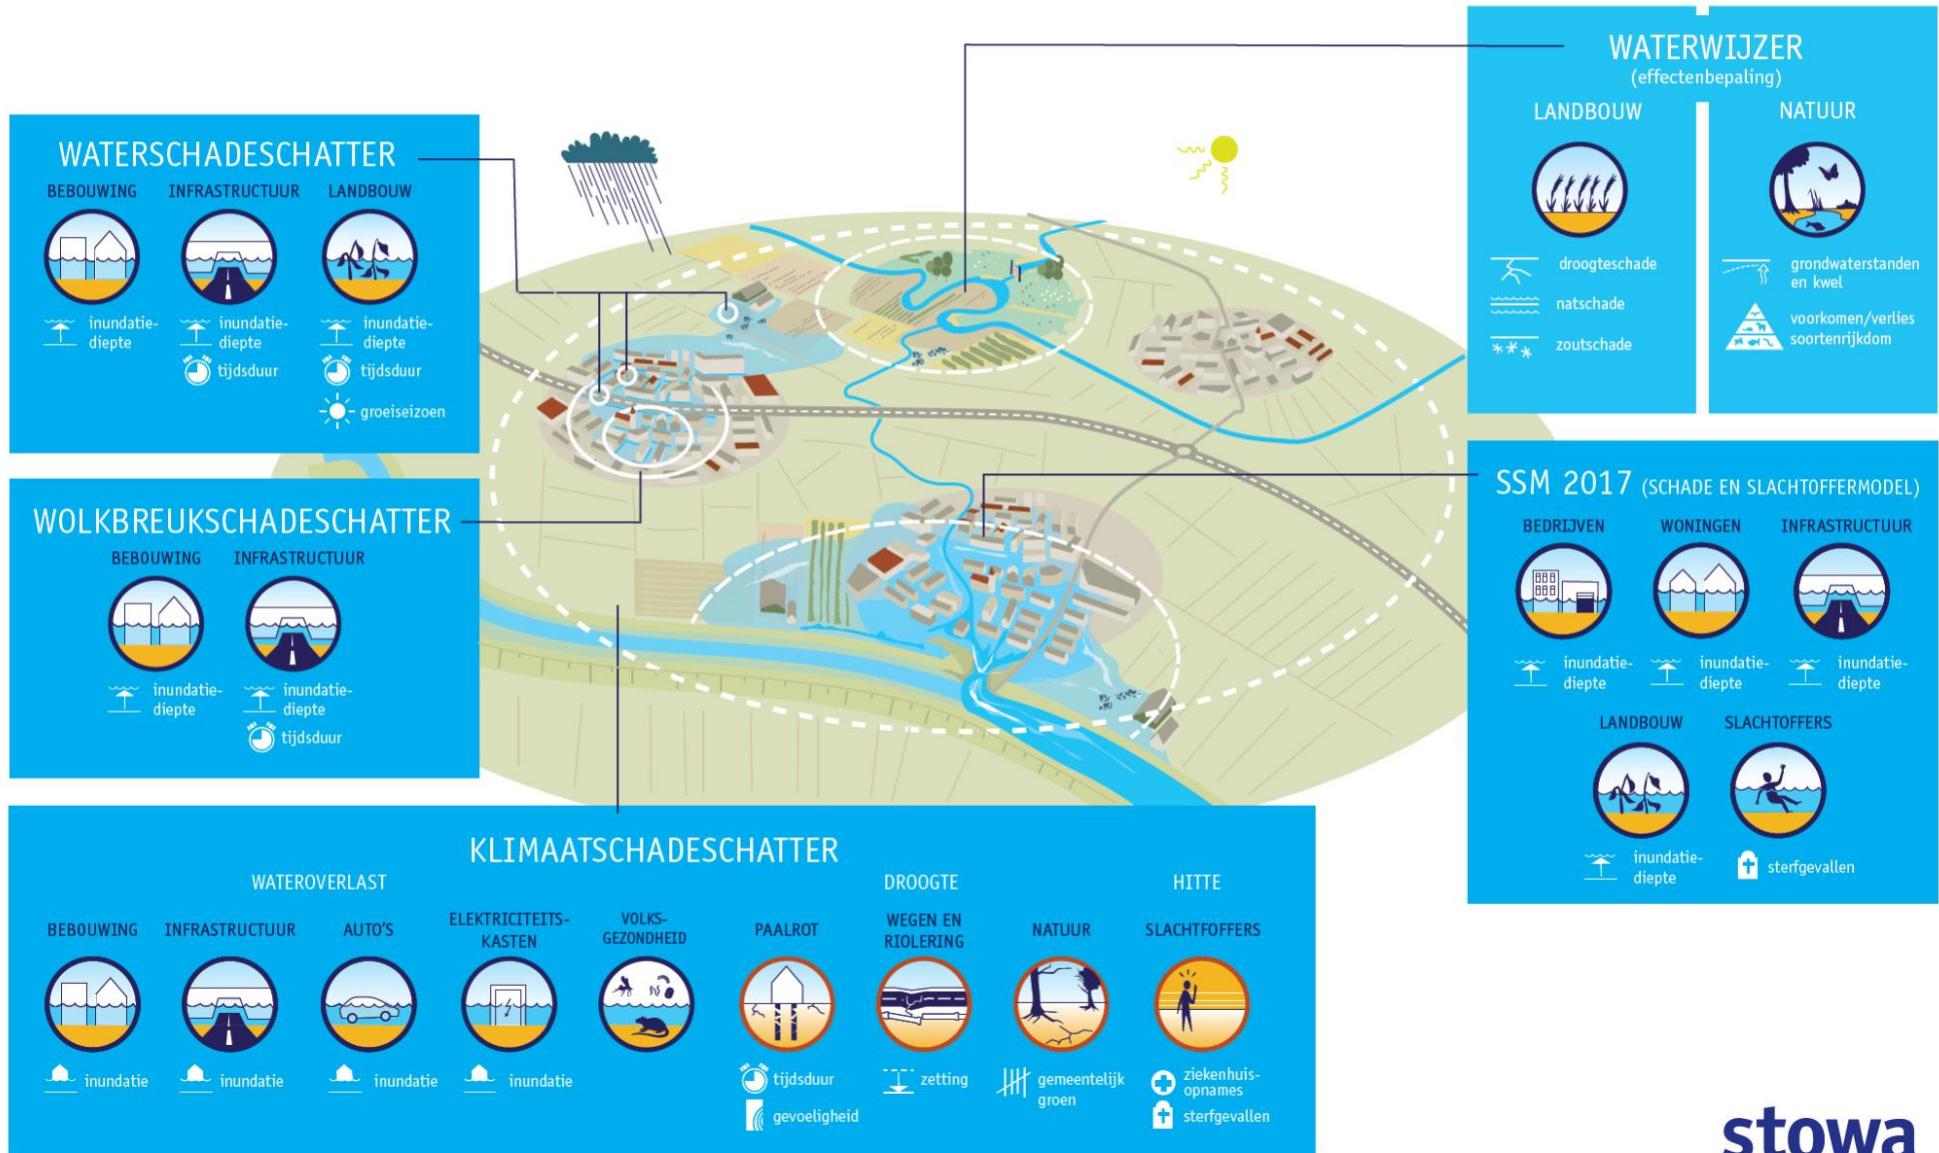 WATERSCHADESCHATTER
BEBOUWING INFRASTRUCTUUR LANDBOUW
inundatie- inundatie- inundatie-
diepte diepte diepte
tijdsduur tijdsduur
groeiseizoen
WOLKBREUKSCHADESCHATTER
BEBOUWING INFRASTRUCTUUR
inundatie- inundatie-
diepte diepte
tijdsduur
WATERWIJZER
(effectenbepaling)
LANDBOUW
droogteschade
natschade
zoutschade
NATUUR
grondwaterstanden
en kwel
voorkomen/verlies
soortenrijkdom
SSM 2017 (SCHADE EN SLACHTOFFERMODEL)
BEDRIJVEN WONINGEN INFRASTRUCTUUR
inundatie- inundatie- inundatie-
diepte diepte diepte
LANDBOUW SLACHTOFFERS
inundatie-
diepte
sterfgevallen
KLIMAATSCHADESCHATTER
WATEROVERLAST DROOGTE HITTE
BEBOUWING
INFRASTRUCTUUR
AUTO'S
ELEKTRICITEITS-
KASTEN
VOLKS-
GEZONDHEID
PAALROT
WEGEN EN
RIOLERING
NATUUR
SLACHTFOFFERS
inundatie inundatie inundatie inundatie
tijdsduur
gevoeligheid
zetting
gemeentelijk
groen
ziekenhuis-
opnames
sterfgevallen
stowa